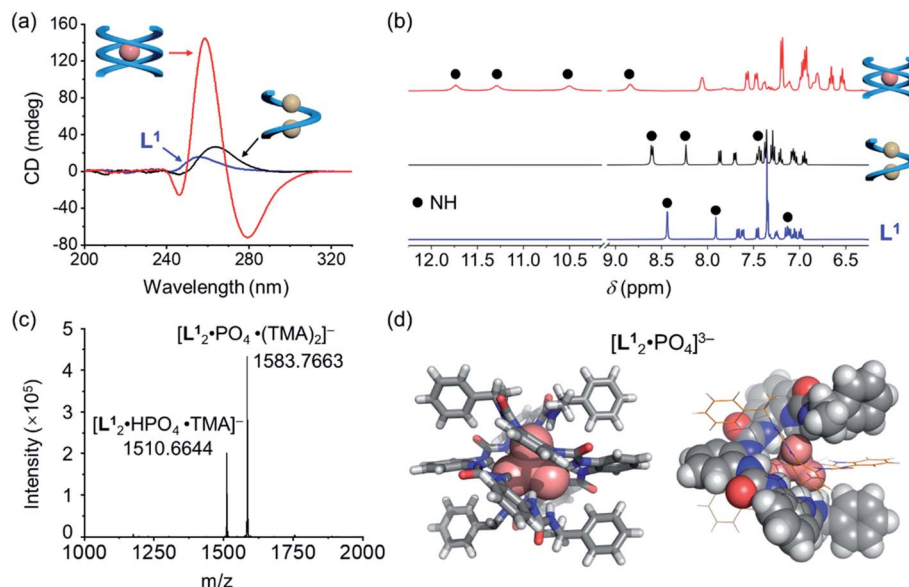 (a)
160
120
80
40
0
-40
-80
CD (mdeg)
L¹
200 240 280 320
Wavelength (nm)
(b)
● NH
L¹
12.0 11.5 11.0 10.5 9.0 8.5 8.0 7.5 7.0 6.5
δ (ppm)
(c)
5
4
3
2
1
0
Intensity (×10⁵)
[L¹₂•PO₄•(TMA)₂]⁻
1583.7663
[L¹•HPO₄•TMA]⁻
1510.6644
1000 1250 1500 1750 2000
m/z
(d)
[L¹₂•PO₄]³⁻